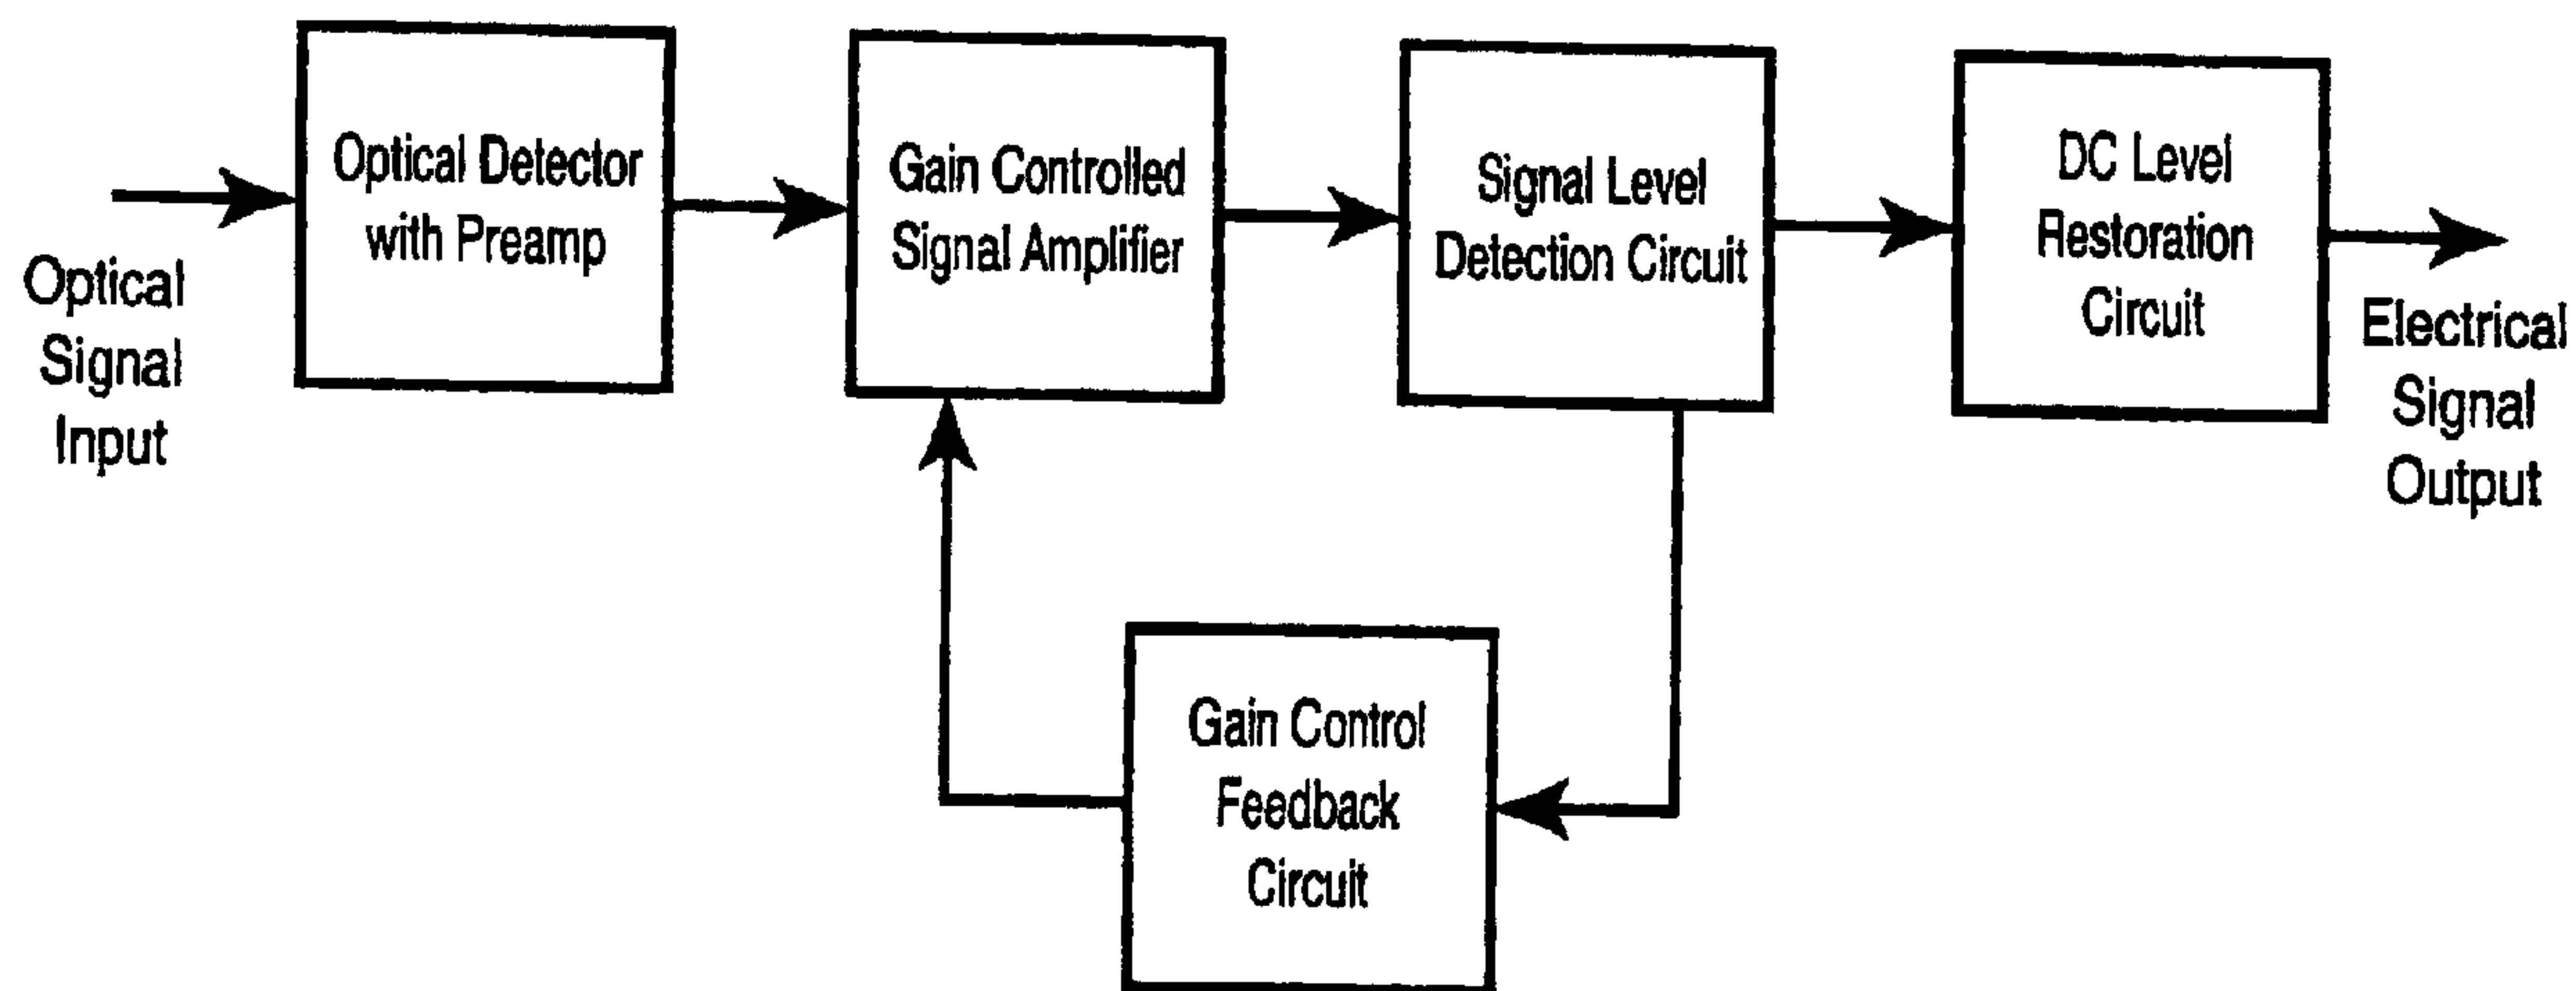 Optical
Signal
Input
Optical Detector
with Preamp
Gain Controlled
Signal Amplifier
Signal Level
Detection Circuit
DC Level
Restoration
Circuit
Electrical
Signal
Output
Gain Control
Feedback
Circuit